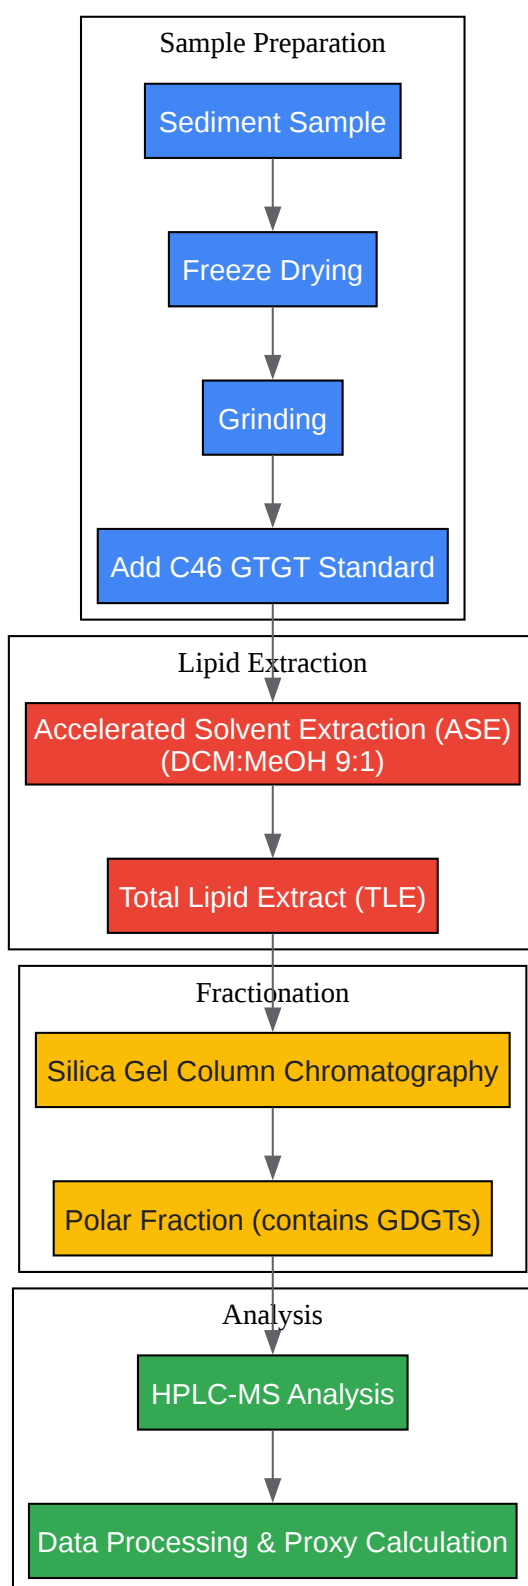 Sample Preparation
Sediment Sample
Freeze Drying
Grinding
Add C46 GTGT Standard
Lipid Extraction
Accelerated Solvent Extraction (ASE)
(DCM:MeOH 9:1)
Total Lipid Extract (TLE)
Fractionation
Silica Gel Column Chromatography
Polar Fraction (contains GDGTs)
Analysis
HPLC-MS Analysis
Data Processing & Proxy Calculation